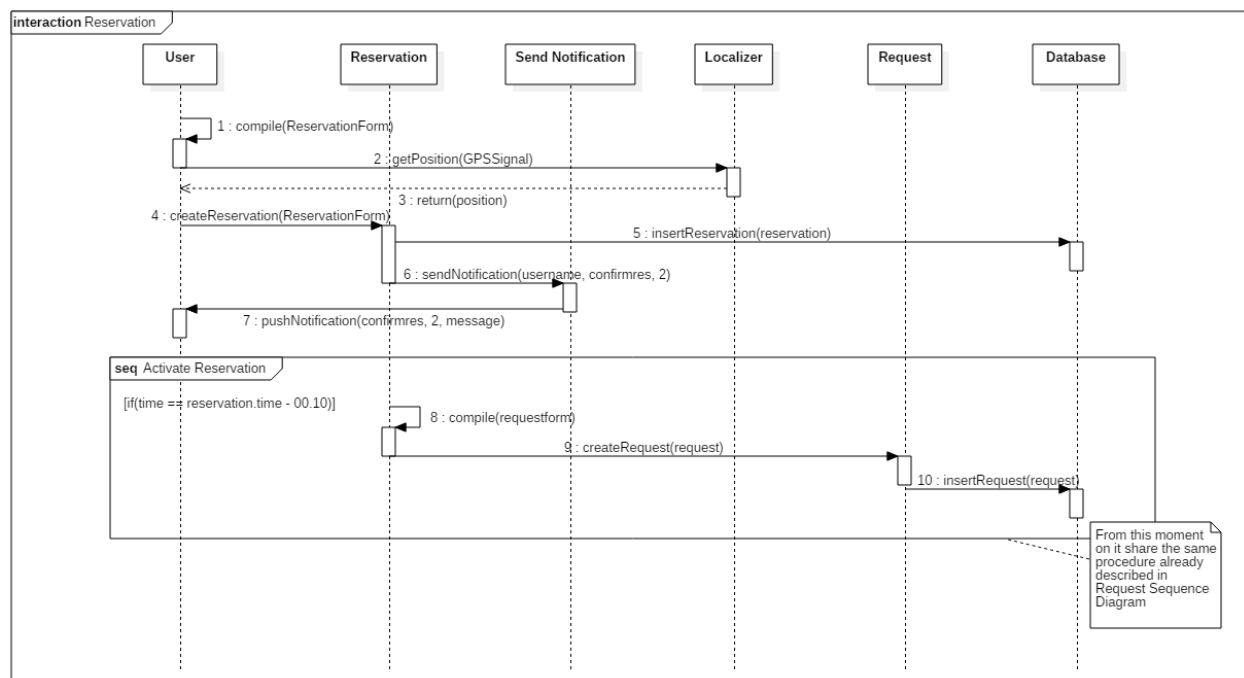 interaction Reservation
User
Reservation
Send Notification
Localizer
Request
Database
1 : compile(ReservationForm)
2 : getPosition(GPSSignal)
3 : return(position)
4 : createReservation(ReservationForm)
5 : insertReservation(reservation)
6 : sendNotification(username, confirmres, 2)
7 : pushNotification(confirmres, 2, message)
seq Activate Reservation
[if(time == reservation.time - 00.10)]
8 : compile(requestform)
9 : createRequest(request)
10 : insertRequest(request)
From this moment
on it share the same
procedure already
described in
Request Sequence
Diagram